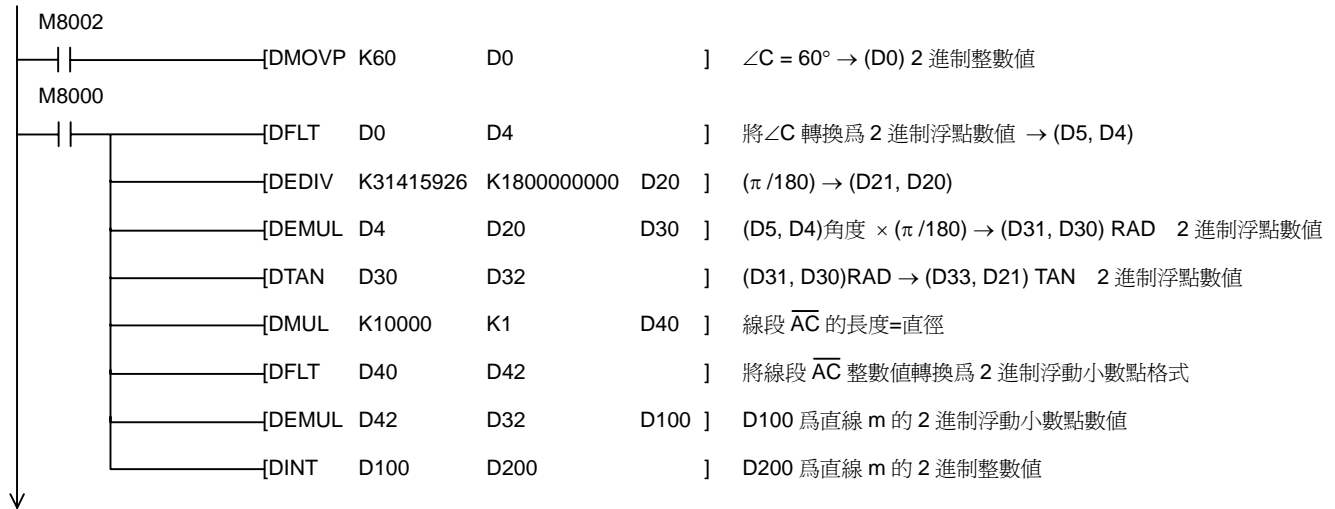 M8002
[DMOVP K60 D0 ] ∠C = 60° → (D0) 2 進制整數值
M8000
[DFLT D0 D4 ] 將∠C 轉換爲 2 進制浮點數值 → (D5, D4)
[DEDIV K31415926 K1800000000 D20 ] (π /180) → (D21, D20)
[DEMUL D4 D20 D30 ] (D5, D4)角度 × (π /180) → (D31, D30) RAD 2 進制浮點數值
[DTAN D30 D32 ] (D31, D30)RAD → (D33, D21) TAN 2 進制浮點數值
[DMUL K10000 K1 D40 ] 線段 A̅C̅ 的長度=直徑
[DFLT D40 D42 ] 將線段 A̅C̅ 整數值轉換爲 2 進制浮動小數點格式
[DEMUL D42 D32 D100 ] D100 爲直線 m 的 2 進制浮動小數點數值
[DINT D100 D200 ] D200 爲直線 m 的 2 進制整數值